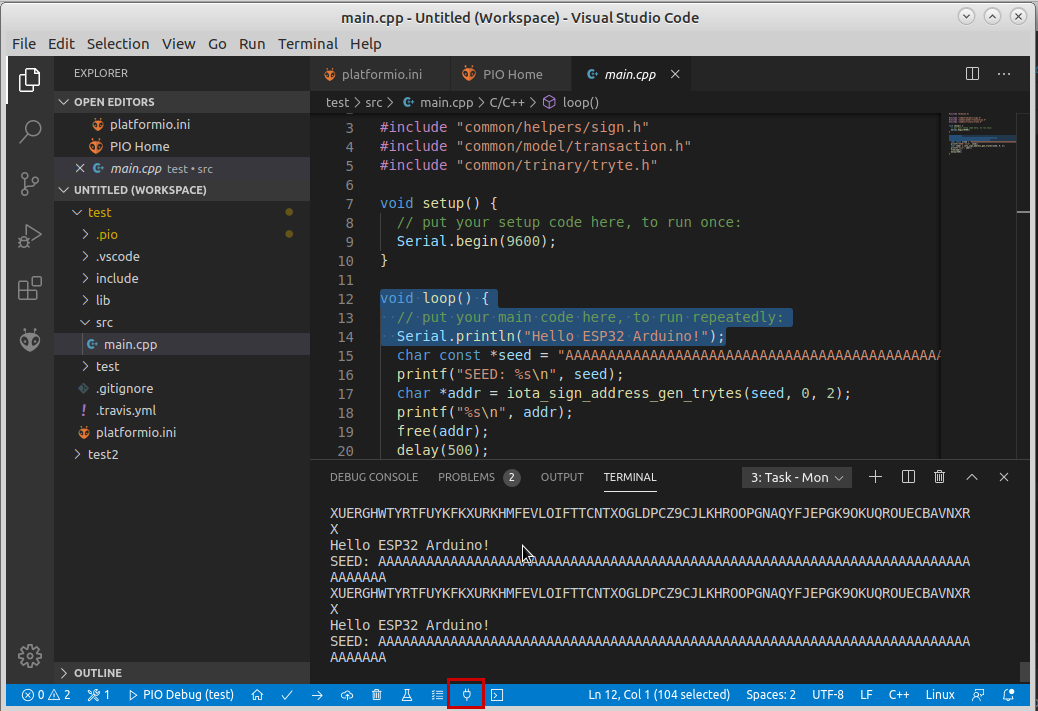 main.cpp - Untitled (Workspace) - Visual Studio Code
File Edit Selection View Go Run Terminal Help
EXPLORER
OPEN EDITORS
platformio.ini
PIO Home
main.cpp test • src
UNTITLED (WORKSPACE)
test
.pio
.vscode
include
lib
src
main.cpp
test
.gitignore
.travis.yml
platformio.ini
test2
OUTLINE
platformio.ini PIO Home main.cpp
test > src > main.cpp > C/C++ > loop()
3 #include "common/helpers/sign.h"
4 #include "common/model/transaction.h"
5 #include "common/trinary/tryte.h"
6
7 void setup() {
8 // put your setup code here, to run once:
9 Serial.begin(9600);
10 }
11
12 void loop() {
13 // put your main code here, to run repeatedly:
14 Serial.println("Hello ESP32 Arduino!");
15 char const *seed = "AAAAAAAAAAAAAAAAAAAAAAAAAAAAAAAAAAAAAAAAAAAAAAA
16 printf("SEED: %s\n", seed);
17 char *addr = iota_sign_address_gen_trytes(seed, 0, 2);
18 printf("%s\n", addr);
19 free(addr);
20 delay(500);
DEBUG CONSOLE PROBLEMS 2 OUTPUT TERMINAL 3: Task - Mon
XUERGHWTYRTFUYKFKXURKHMFEVLOIFTTCNTXOGLDPCZ9CJLKHROOPGNAQYFJEPGK9OKUQROUECBAVNXR
X
Hello ESP32 Arduino!
SEED: AAAAAAAAAAAAAAAAAAAAAAAAAAAAAAAAAAAAAAAAAAAAAAAAAAAAAAAAAAAAAAAAAAAAAAAAAA
AAAAAAA
XUERGHWTYRTFUYKFKXURKHMFEVLOIFTTCNTXOGLDPCZ9CJLKHROOPGNAQYFJEPGK9OKUQROUECBAVNXR
X
Hello ESP32 Arduino!
SEED: AAAAAAAAAAAAAAAAAAAAAAAAAAAAAAAAAAAAAAAAAAAAAAAAAAAAAAAAAAAAAAAAAAAAAAAAAA
AAAAAAA
0 2 1 PIO Debug (test) Ln 12, Col 1 (104 selected) Spaces: 2 UTF-8 LF C++ Linux